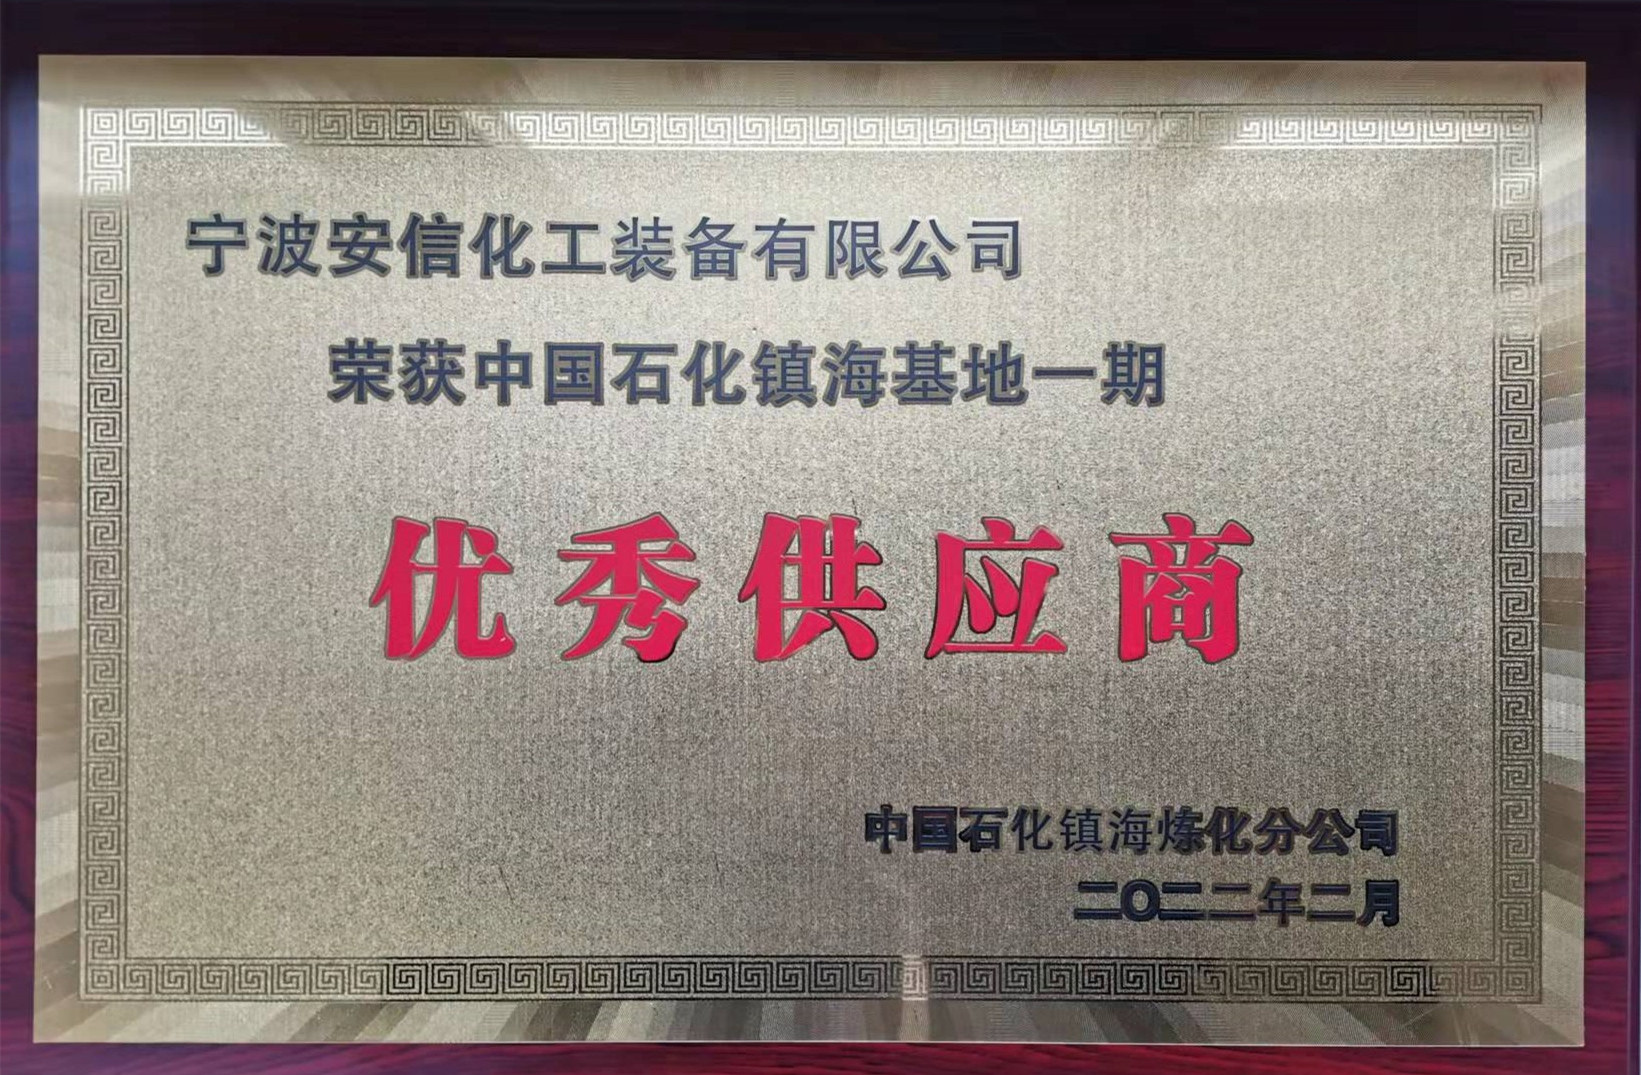 宁波安信化工装备有限公司
荣获中国石化镇海基地一期
优秀供应商
中国石化镇海炼化分公司
二〇二二年二月